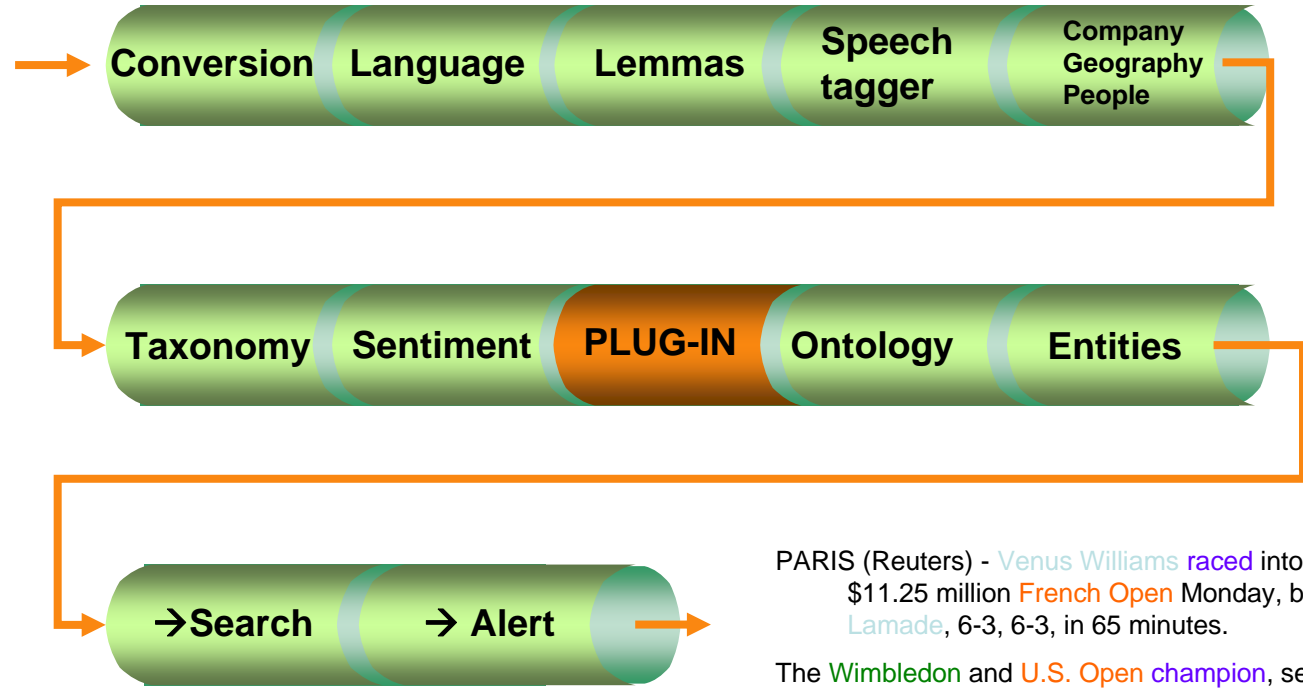 Conversion
Language
Lemmas
Speech
tagger
Company
Geography
People
Taxonomy
Sentiment
PLUG-IN
Ontology
Entities
→Search
→ Alert
PARIS (Reuters) - Venus Williams raced into
$11.25 million French Open Monday, b
Lamade, 6-3, 6-3, in 65 minutes.
The Wimbledon and U.S. Open champion, se